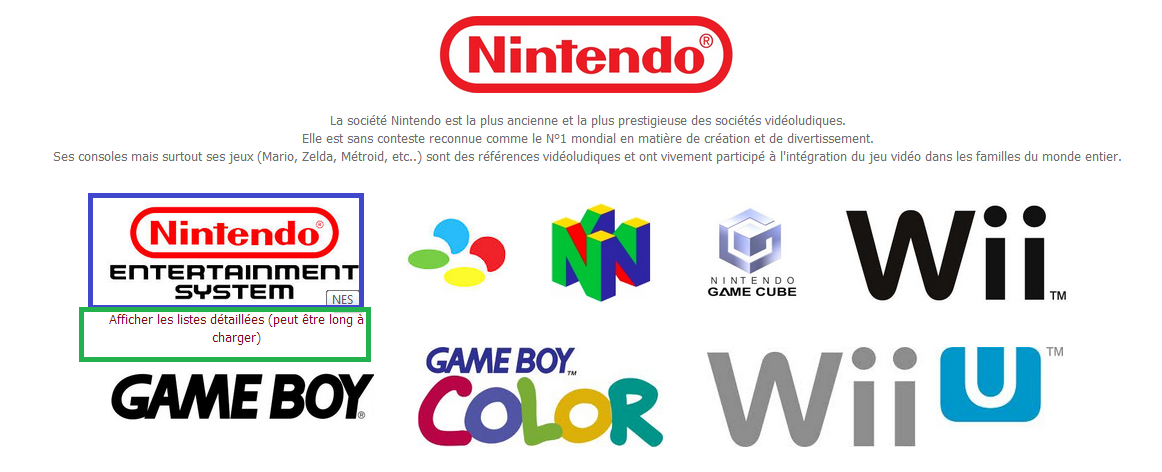 Nintendo®
La société Nintendo est la plus ancienne et la plus prestigieuse des sociétés vidéoludiques.
Elle est sans conteste reconnue comme le N°1 mondial en matière de création et de divertissement.
Ses consoles mais surtout ses jeux (Mario, Zelda, Métroid, etc..) sont des références vidéoludiques et ont vivement participé à l'intégration du jeu vidéo dans les familles du monde entier.
Nintendo®
ENTERTAINMENT
SYSTEM
NES
Afficher les listes détaillées (peut être long à
charger)
NINTENDO
GAME CUBE
Wii™
GAME BOY®
GAME BOY™
COLOR
Wii U™